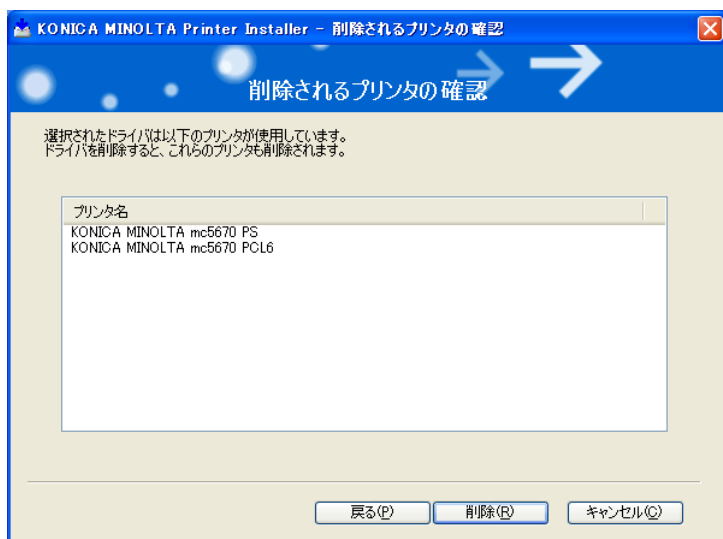 KONICA MINOLTA Printer Installer - 削除されるプリンタの確認
削除されるプリンタの確認
選択されたドライバは以下のプリンタが使用しています。
ドライバを削除すると、これらのプリンタも削除されます。
プリンタ名
KONICA MINOLTA mc5670 PS
KONICA MINOLTA mc5670 PCL6
戻る(P)
削除(R)
キャンセル(C)